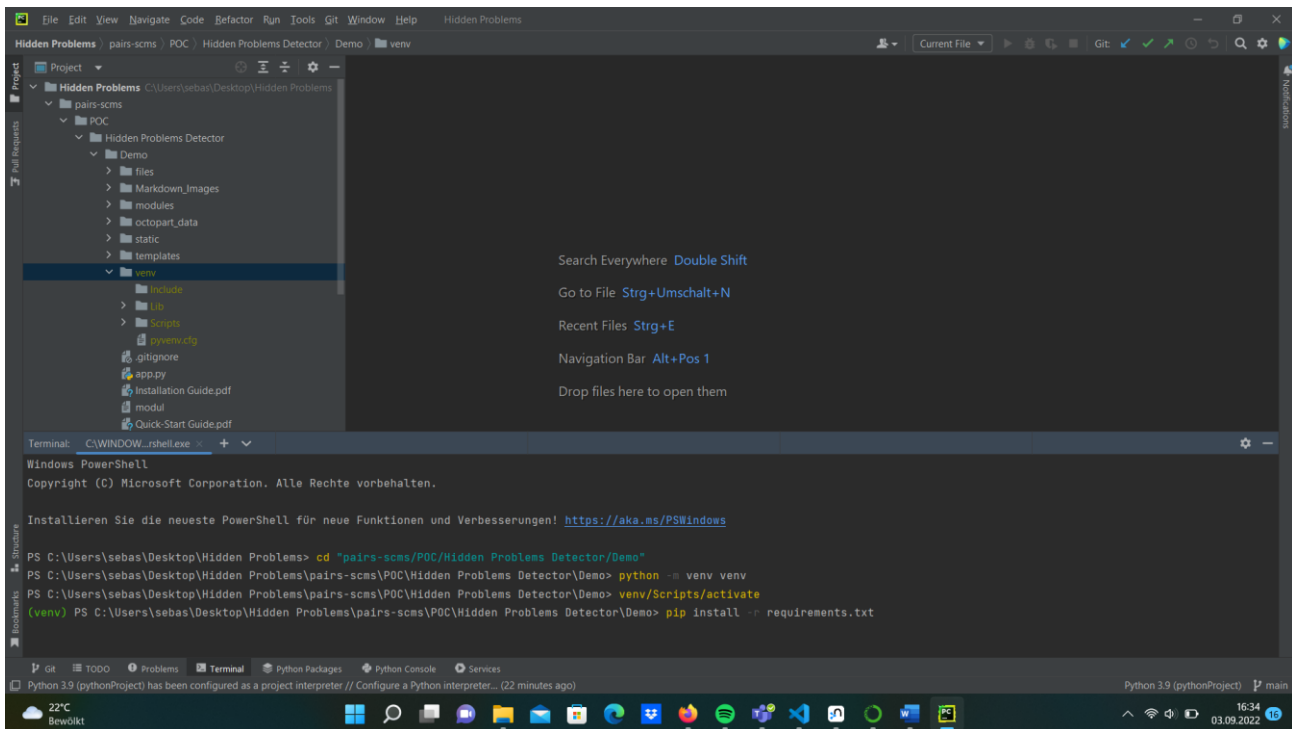 File Edit View Navigate Code Refactor Run Tools Git Window Help Hidden Problems
Hidden Problems pairs-scms POC Hidden Problems Detector Demo venv Current File Git:
Project
Hidden Problems C:\Users\sebas\Desktop\Hidden Problems
pairs-scms
POC
Hidden Problems Detector
Demo
files
Markdown_Images
modules
octopart_data
static
templates
venv
Include
Lib
Scripts
pyvenv.cfg
.gitignore
app.py
Installation Guide.pdf
modul
Quick-Start Guide.pdf
Project
Pull Requests
Notifications
Search Everywhere Double Shift
Go to File Strg+Umschalt+N
Recent Files Strg+E
Navigation Bar Alt+Pos 1
Drop files here to open them
Terminal: C:\WINDOW...rshell.exe × +
Windows PowerShell
Copyright (C) Microsoft Corporation. Alle Rechte vorbehalten.
Installieren Sie die neueste PowerShell für neue Funktionen und Verbesserungen! https://aka.ms/PSWindows
PS C:\Users\sebas\Desktop\Hidden Problems> cd "pairs-scms/POC/Hidden Problems Detector/Demo"
PS C:\Users\sebas\Desktop\Hidden Problems\pairs-scms\POC\Hidden Problems Detector\Demo> python -m venv venv
PS C:\Users\sebas\Desktop\Hidden Problems\pairs-scms\POC\Hidden Problems Detector\Demo> venv/Scripts/activate
(venv) PS C:\Users\sebas\Desktop\Hidden Problems\pairs-scms\POC\Hidden Problems Detector\Demo> pip install -r requirements.txt
Structure
Bookmarks
Git TODO Problems Terminal Python Packages Python Console Services
Python 3.9 (pythonProject) has been configured as a project interpreter // Configure a Python interpreter... (22 minutes ago) Python 3.9 (pythonProject) main
22°C
Bewölkt
PC
16:34
03.09.2022
16